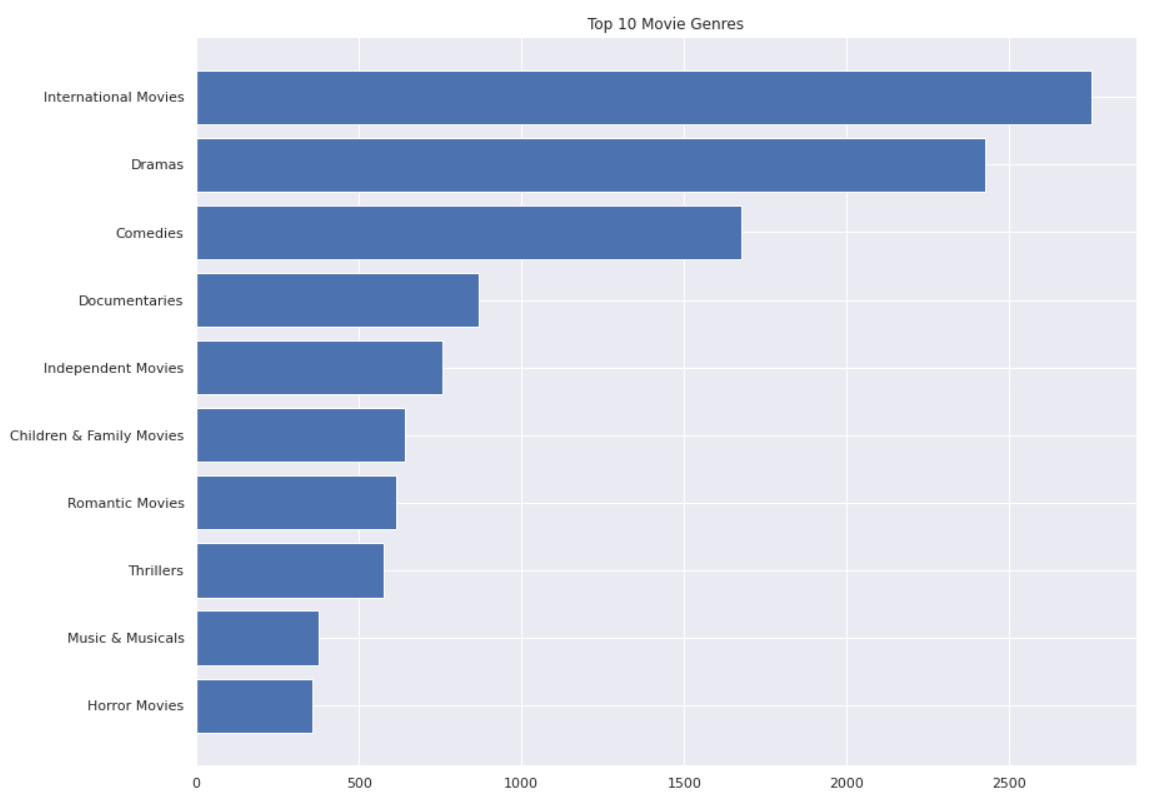 Top 10 Movie Genres
International Movies
Dramas
Comedies
Documentaries
Independent Movies
Children & Family Movies
Romantic Movies
Thrillers
Music & Musicals
Horror Movies
0 500 1000 1500 2000 2500